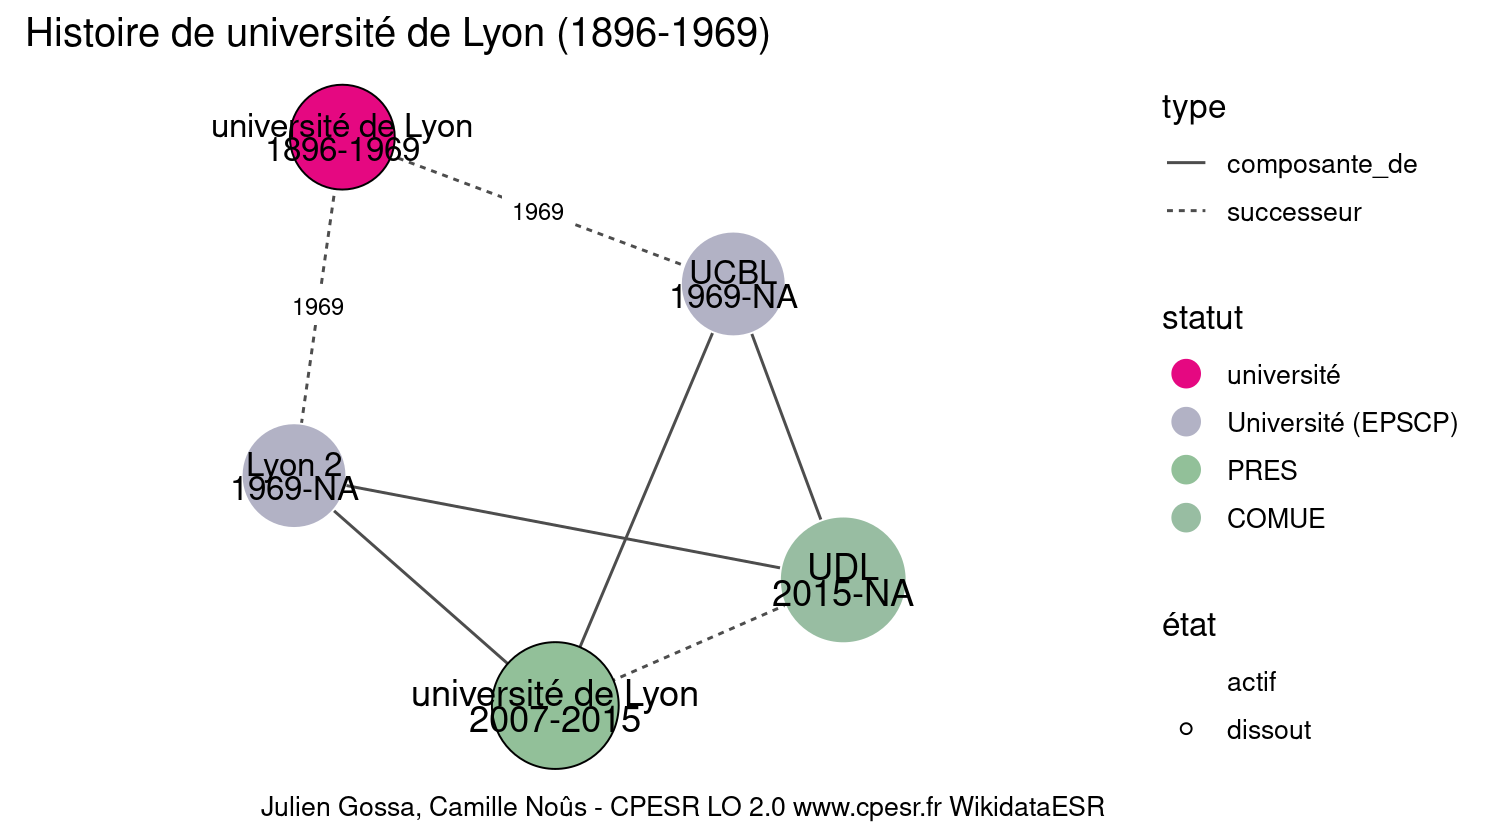 Histoire de université de Lyon (1896-1969)
université de Lyon
1896-1969
1969
UCBL
1969-NA
1969
Lyon 2
1969-NA
UDL
2015-NA
université de Lyon
2007-2015
type
composante_de
successeur
statut
université
Université (EPSCP)
PRES
COMUE
état
actif
dissout
Julien Gossa, Camille Noûs - CPESR LO 2.0 www.cpesr.fr WikidataESR